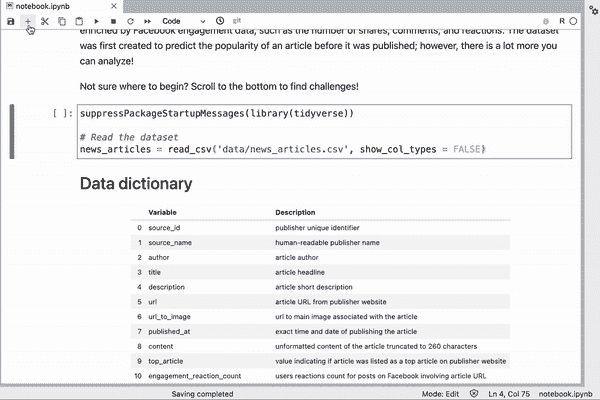 notebook.ipynb
Code
git
R
enriched by Facebook engagement data, such as the number of shares, comments, and reactions. The dataset
was first created to predict the popularity of an article before it was published; however, there is a lot more you
can analyze!
Not sure where to begin? Scroll to the bottom to find challenges!
[ ]:
suppressPackageStartupMessages(library(tidyverse))
# Read the dataset
news_articles = read_csv('data/news_articles.csv', show_col_types = FALSE)
Data dictionary
Variable Description
0 source_id publisher unique identifier
1 source_name human-readable publisher name
2 author article author
3 title article headline
4 description article short description
5 url article URL from publisher website
6 url_to_image url to main image associated with the article
7 published_at exact time and date of publishing the article
8 content unformatted content of the article truncated to 260 characters
9 top_article value indicating if article was listed as a top article on publisher website
10 engagement_reaction_count users reactions count for posts on Facebook involving article URL
Saving completed Mode: Edit Ln 4, Col 75 notebook.ipynb